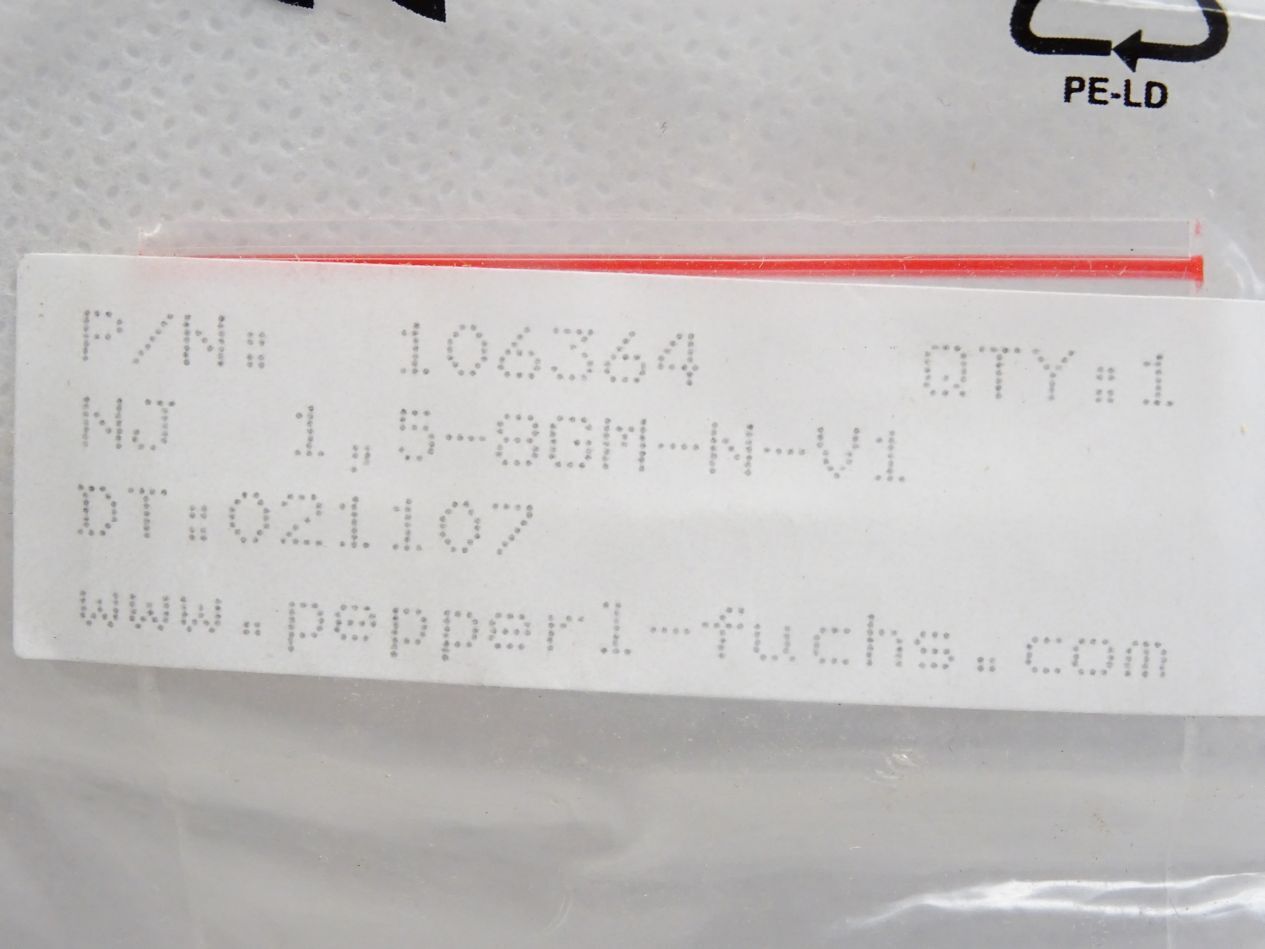 PE-LD
P/N: 106364 QTY:1
NJ 1,5-8GM-N-V1
DT:021107
www.pepperl-fuchs.com